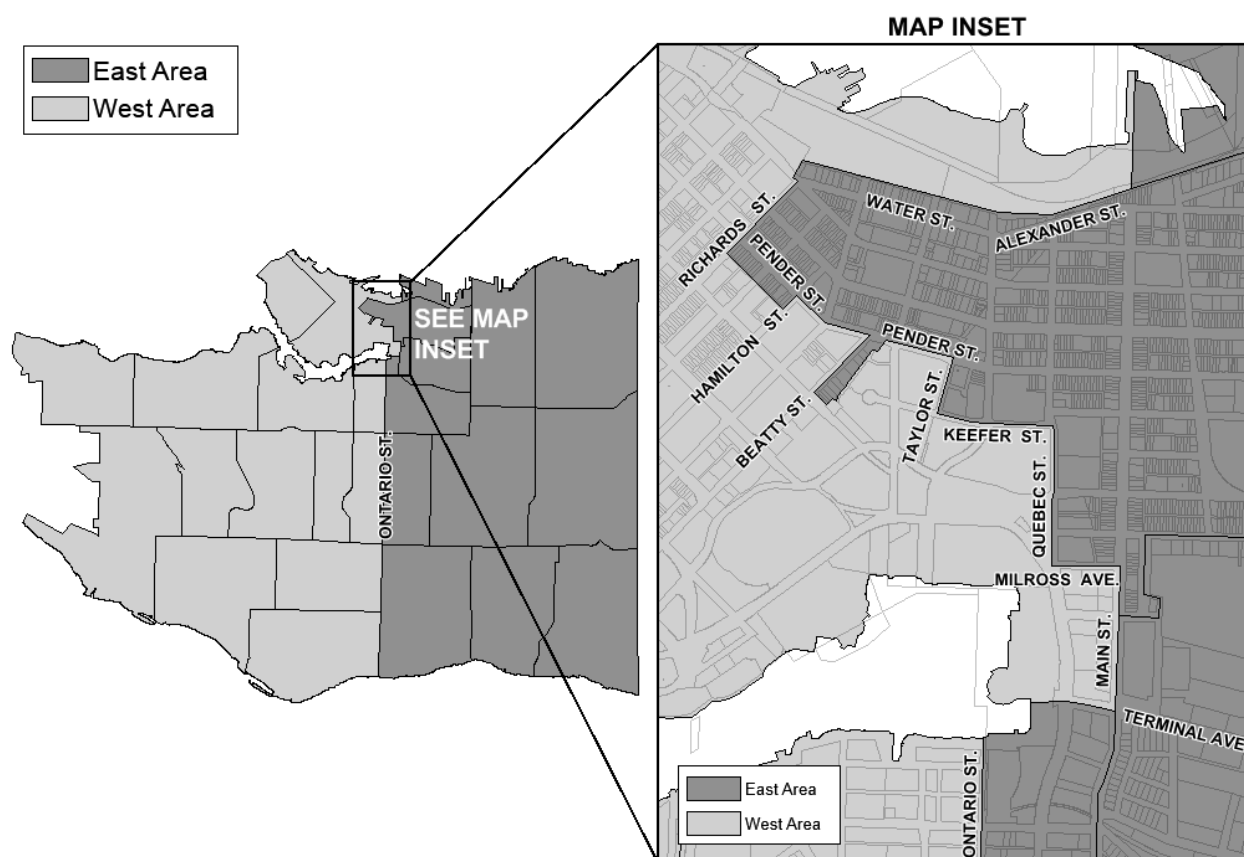 MAP INSET
East Area
West Area
SEE MAP
INSET
ONTARIO ST.
WATER ST.
ALEXANDER ST.
RICHARDS ST.
PENDER ST.
HAMILTON ST.
PENDER ST.
BEATTY ST.
TAYLOR ST.
KEEFER ST.
QUEBEC ST.
MILROSS AVE.
MAIN ST.
TERMINAL AVE
ONTARIO ST.
East Area
West Area